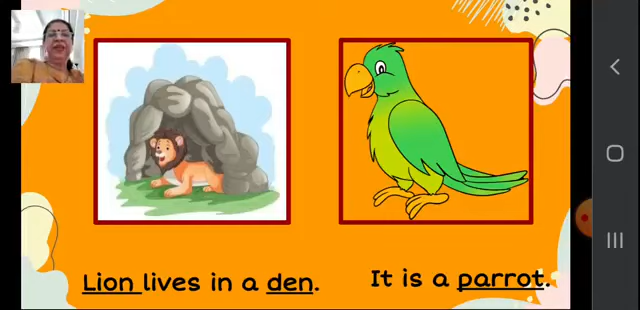 Lion lives in a den.
It is a parrot.